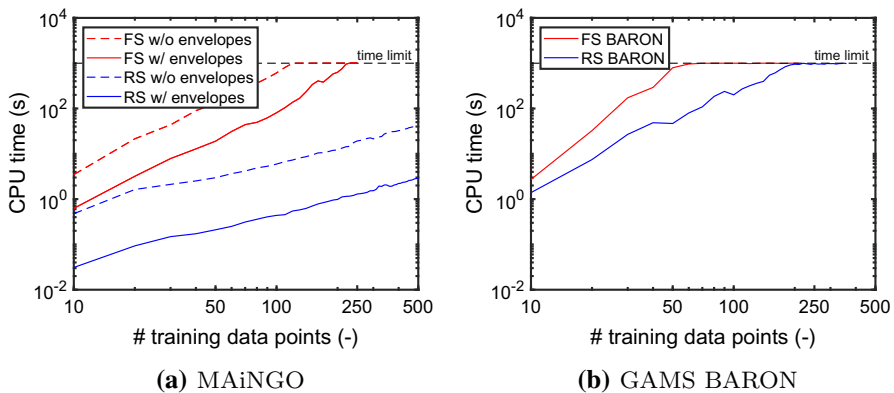 10^4
10^2
10^0
10^-2
CPU time (s)
FS w/o envelopes
FS w/ envelopes
RS w/o envelopes
RS w/ envelopes
time limit
10 50 100 250 500
# training data points (-)
(a) MAiNGO
10^4
10^2
10^0
10^-2
CPU time (s)
FS BARON
RS BARON
time limit
10 50 100 250 500
# training data points (-)
(b) GAMS BARON